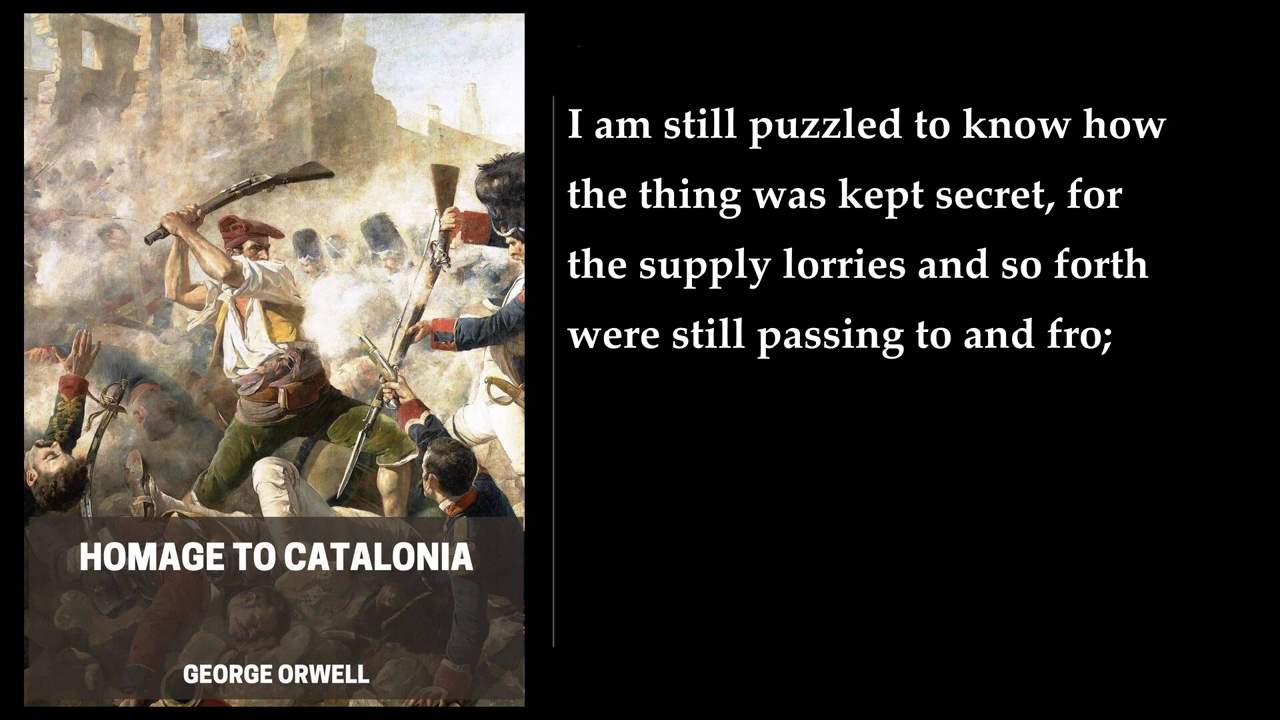 HOMAGE TO CATALONIA
GEORGE ORWELL
I am still puzzled to know how
the thing was kept secret, for
the supply lorries and so forth
were still passing to and fro;